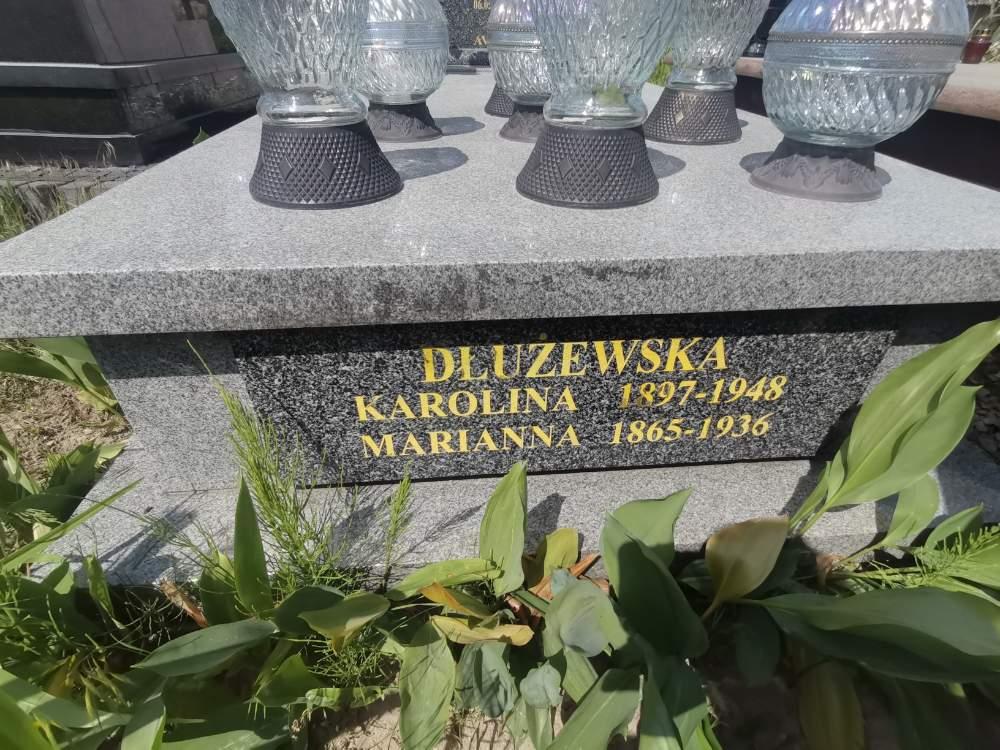 DŁUŻEWSKA
KAROLINA 1897-1948
MARIANNA 1865-1936